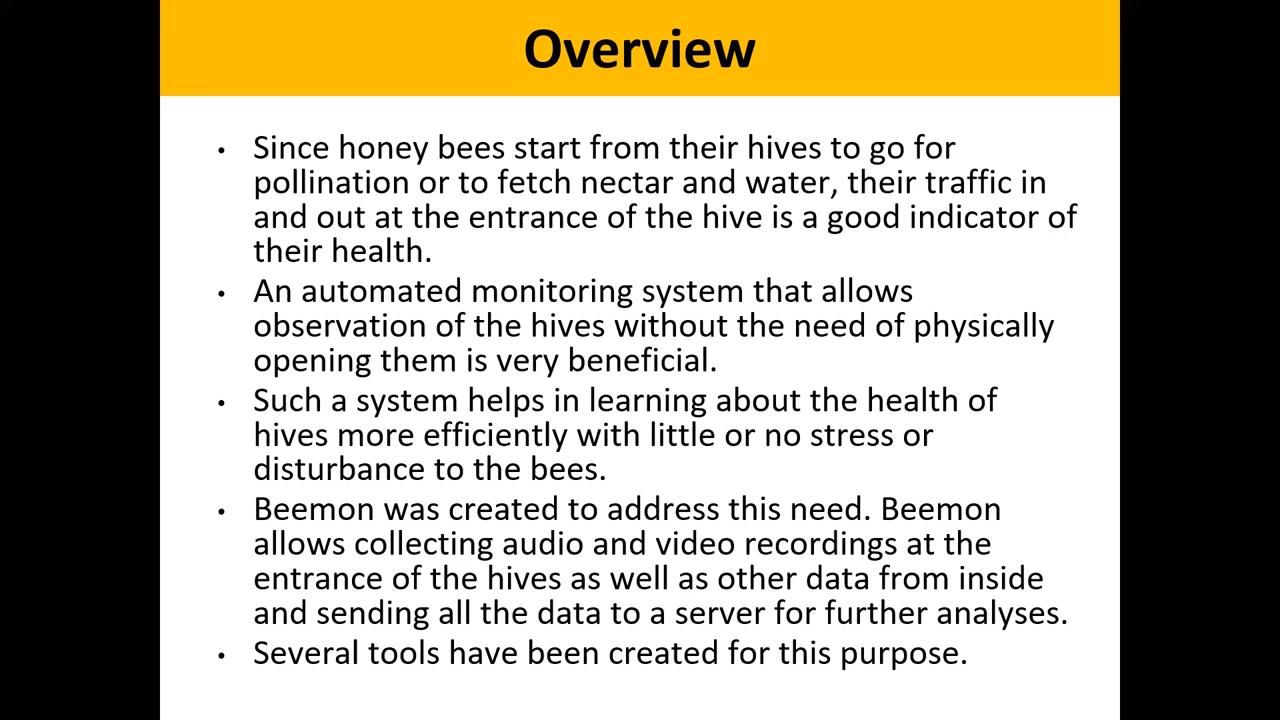 Overview
• Since honey bees start from their hives to go for
pollination or to fetch nectar and water, their traffic in
and out at the entrance of the hive is a good indicator of
their health.
• An automated monitoring system that allows
observation of the hives without the need of physically
opening them is very beneficial.
• Such a system helps in learning about the health of
hives more efficiently with little or no stress or
disturbance to the bees.
• Beemon was created to address this need. Beemon
allows collecting audio and video recordings at the
entrance of the hives as well as other data from inside
and sending all the data to a server for further analyses.
• Several tools have been created for this purpose.